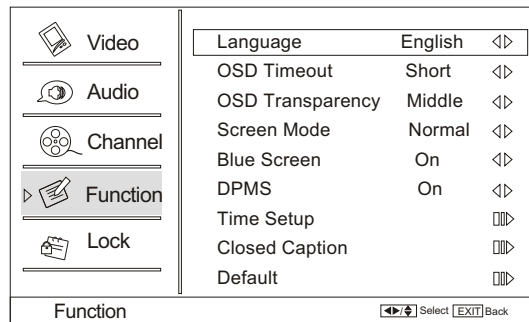 Video
Audio
Channel
Function
Lock
Language English
OSD Timeout Short
OSD Transparency Middle
Screen Mode Normal
Blue Screen On
DPMS On
Time Setup
Closed Caption
Default
Function
Select EXIT Back